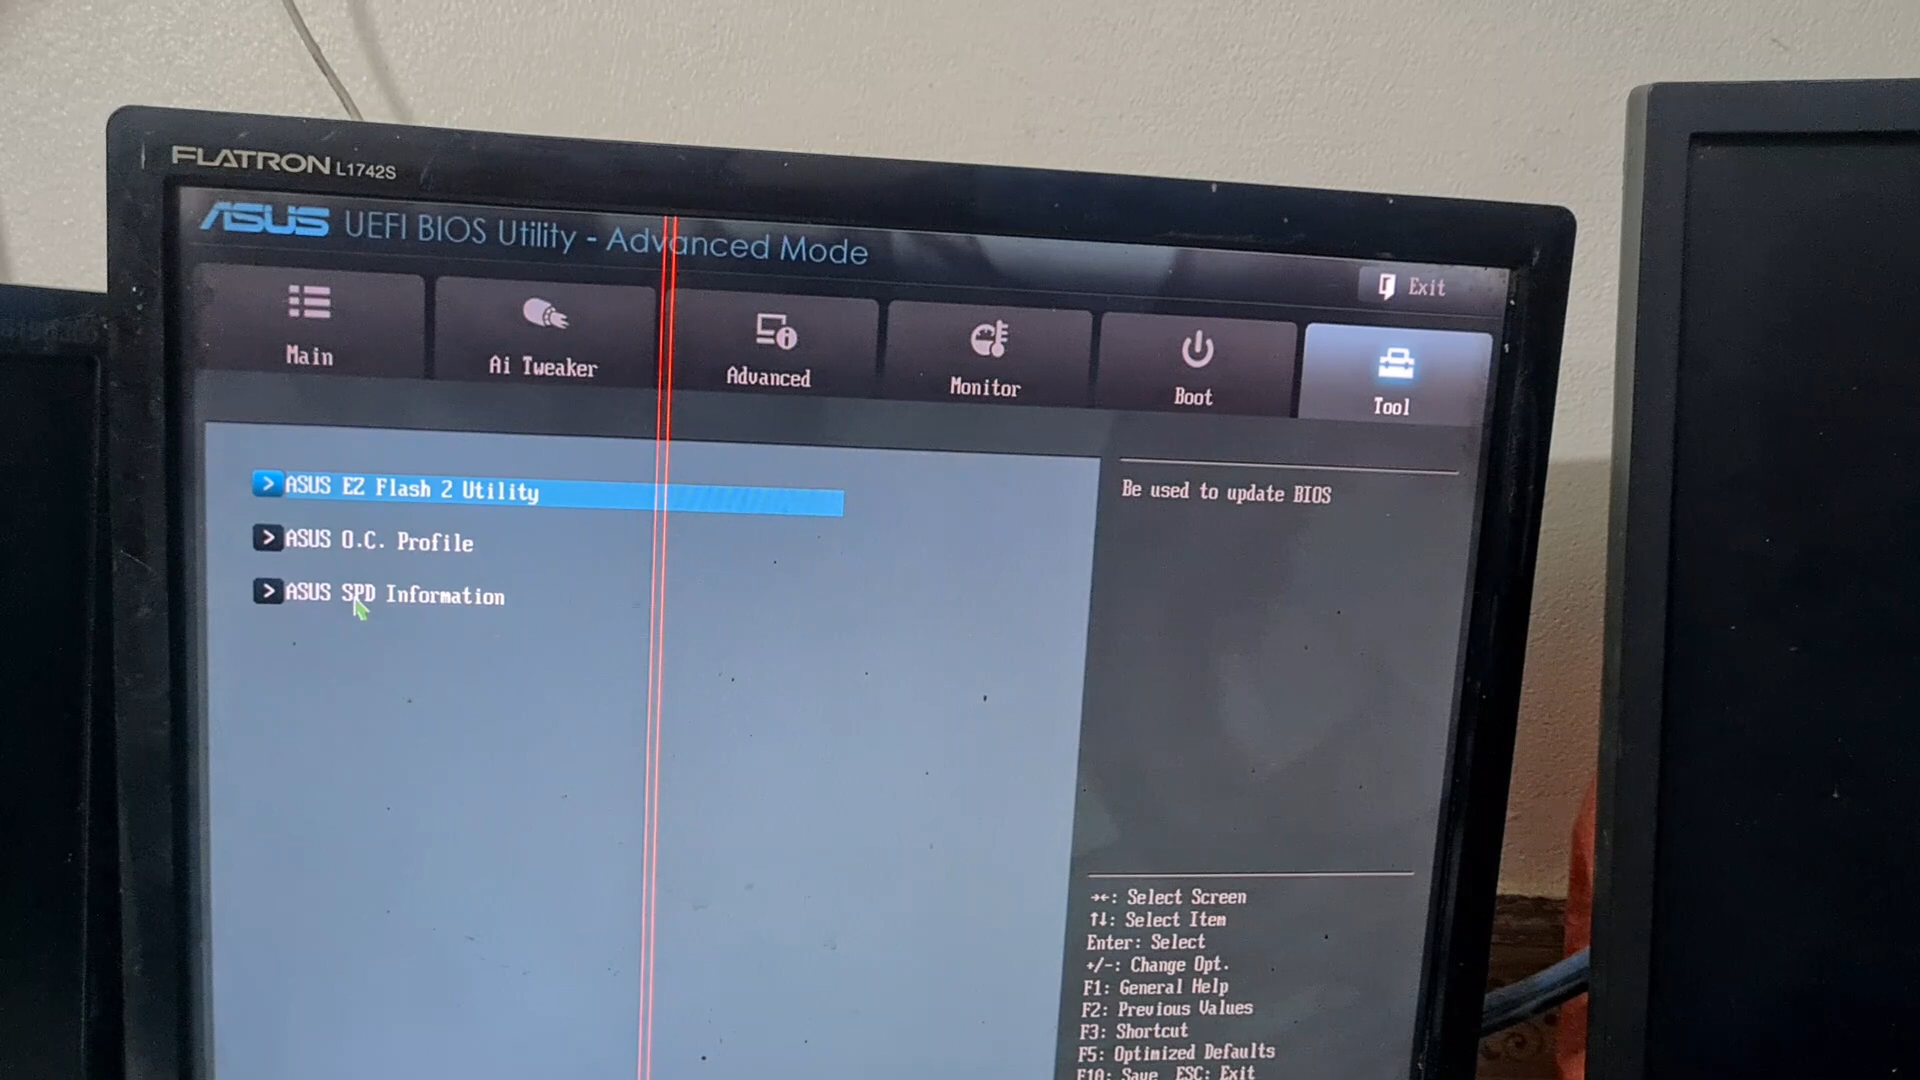 FLATRON L1742S
ASUS UEFI BIOS Utility - Advanced Mode
Exit
Main
Ai Tweaker
Advanced
Monitor
Boot
Tool
> ASUS EZ Flash 2 Utility
> ASUS O.C. Profile
> ASUS SPD Information
Be used to update BIOS
→←: Select Screen
↑↓: Select Item
Enter: Select
+/-: Change Opt.
F1: General Help
F2: Previous Values
F3: Shortcut
F5: Optimized Defaults
F10: Save ESC: Exit